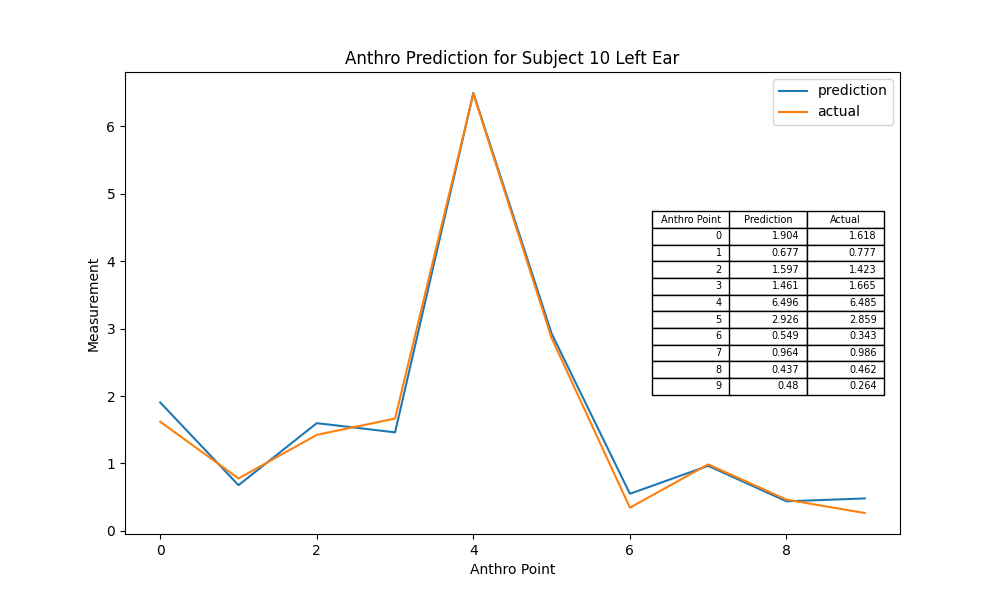 Anthro Prediction for Subject 10 Left Ear
prediction
actual
6
5
4
3
2
1
0
Measurement
Anthro Point Prediction Actual
0 1.904 1.618
1 0.677 0.777
2 1.597 1.423
3 1.461 1.665
4 6.496 6.485
5 2.926 2.859
6 0.549 0.343
7 0.964 0.986
8 0.437 0.462
9 0.48 0.264
0 2 4 6 8
Anthro Point